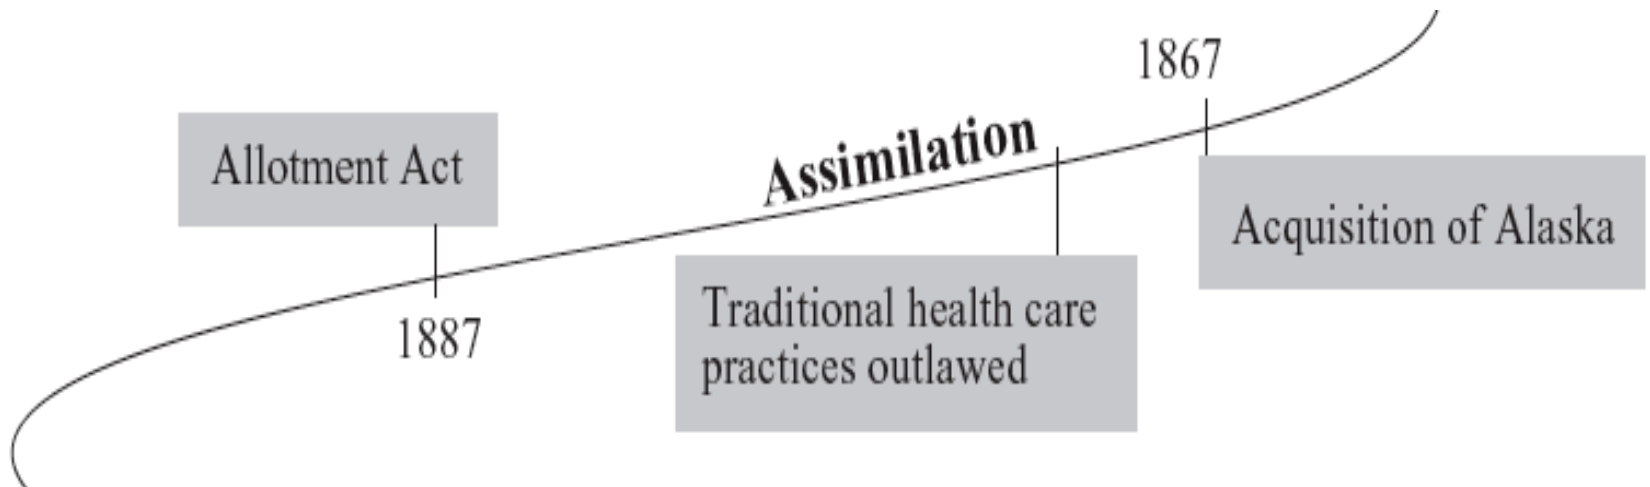 1867
Allotment Act
Assimilation
Acquisition of Alaska
Traditional health care
practices outlawed
1887